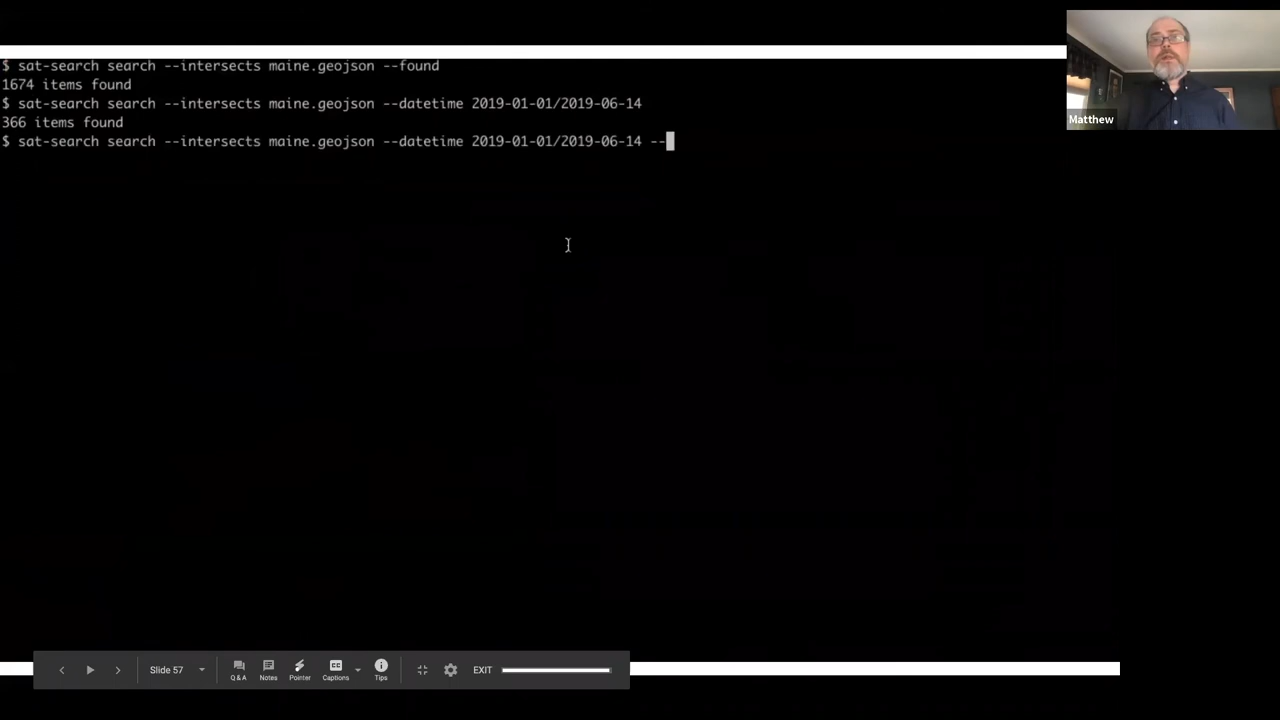 $ sat-search search --intersects maine.geojson --found
1674 items found
$ sat-search search --intersects maine.geojson --datetime 2019-01-01/2019-06-14
366 items found
$ sat-search search --intersects maine.geojson --datetime 2019-01-01/2019-06-14 --
Matthew
Slide 57
Q & A
Notes
Pointer
CC
Captions
Tips
EXIT